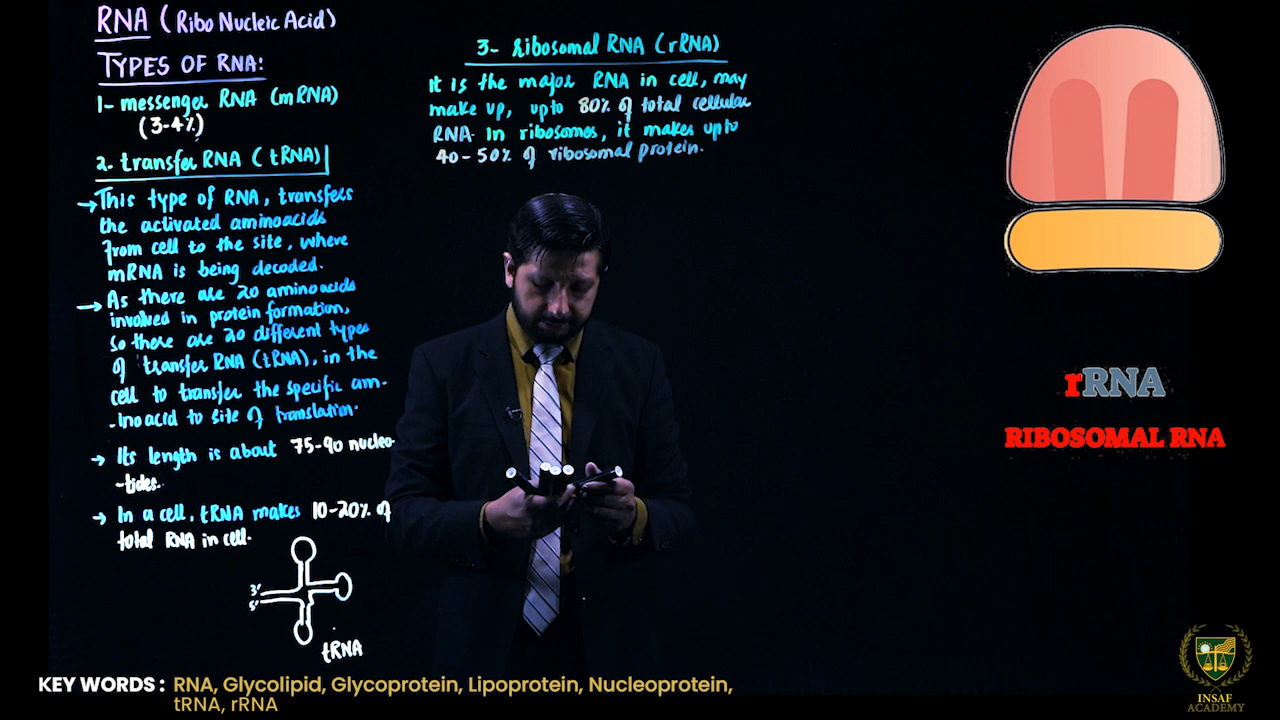 RNA (Ribo Nucleic Acid)
TYPES OF RNA:
1- messenger RNA (mRNA)
(3-4%)
2- transfer RNA (tRNA)
→ This type of RNA, transfers
the activated aminoacids
from cell to the site, where
mRNA is being decoded.
→ As there are 20 aminoacids
involved in protein formation,
so there are 20 different types
of transfer RNA (tRNA), in the
cell to transfer the specific am-
-inoacid to site of translation.
→ Its length is about 75-90 nucleo-
-tides.
→ In a cell, tRNA makes 10-20% of
total RNA in cell.
3'
5'
tRNA
3- Ribosomal RNA (rRNA)
It is the major RNA in cell, may
make up, upto 80% of total cellular
RNA. In ribosomes, it makes upto
40-50% of ribosomal protein.
rRNA
RIBOSOMAL RNA
KEY WORDS : RNA, Glycolipid, Glycoprotein, Lipoprotein, Nucleoprotein,
tRNA, rRNA
INSAF
ACADEMY